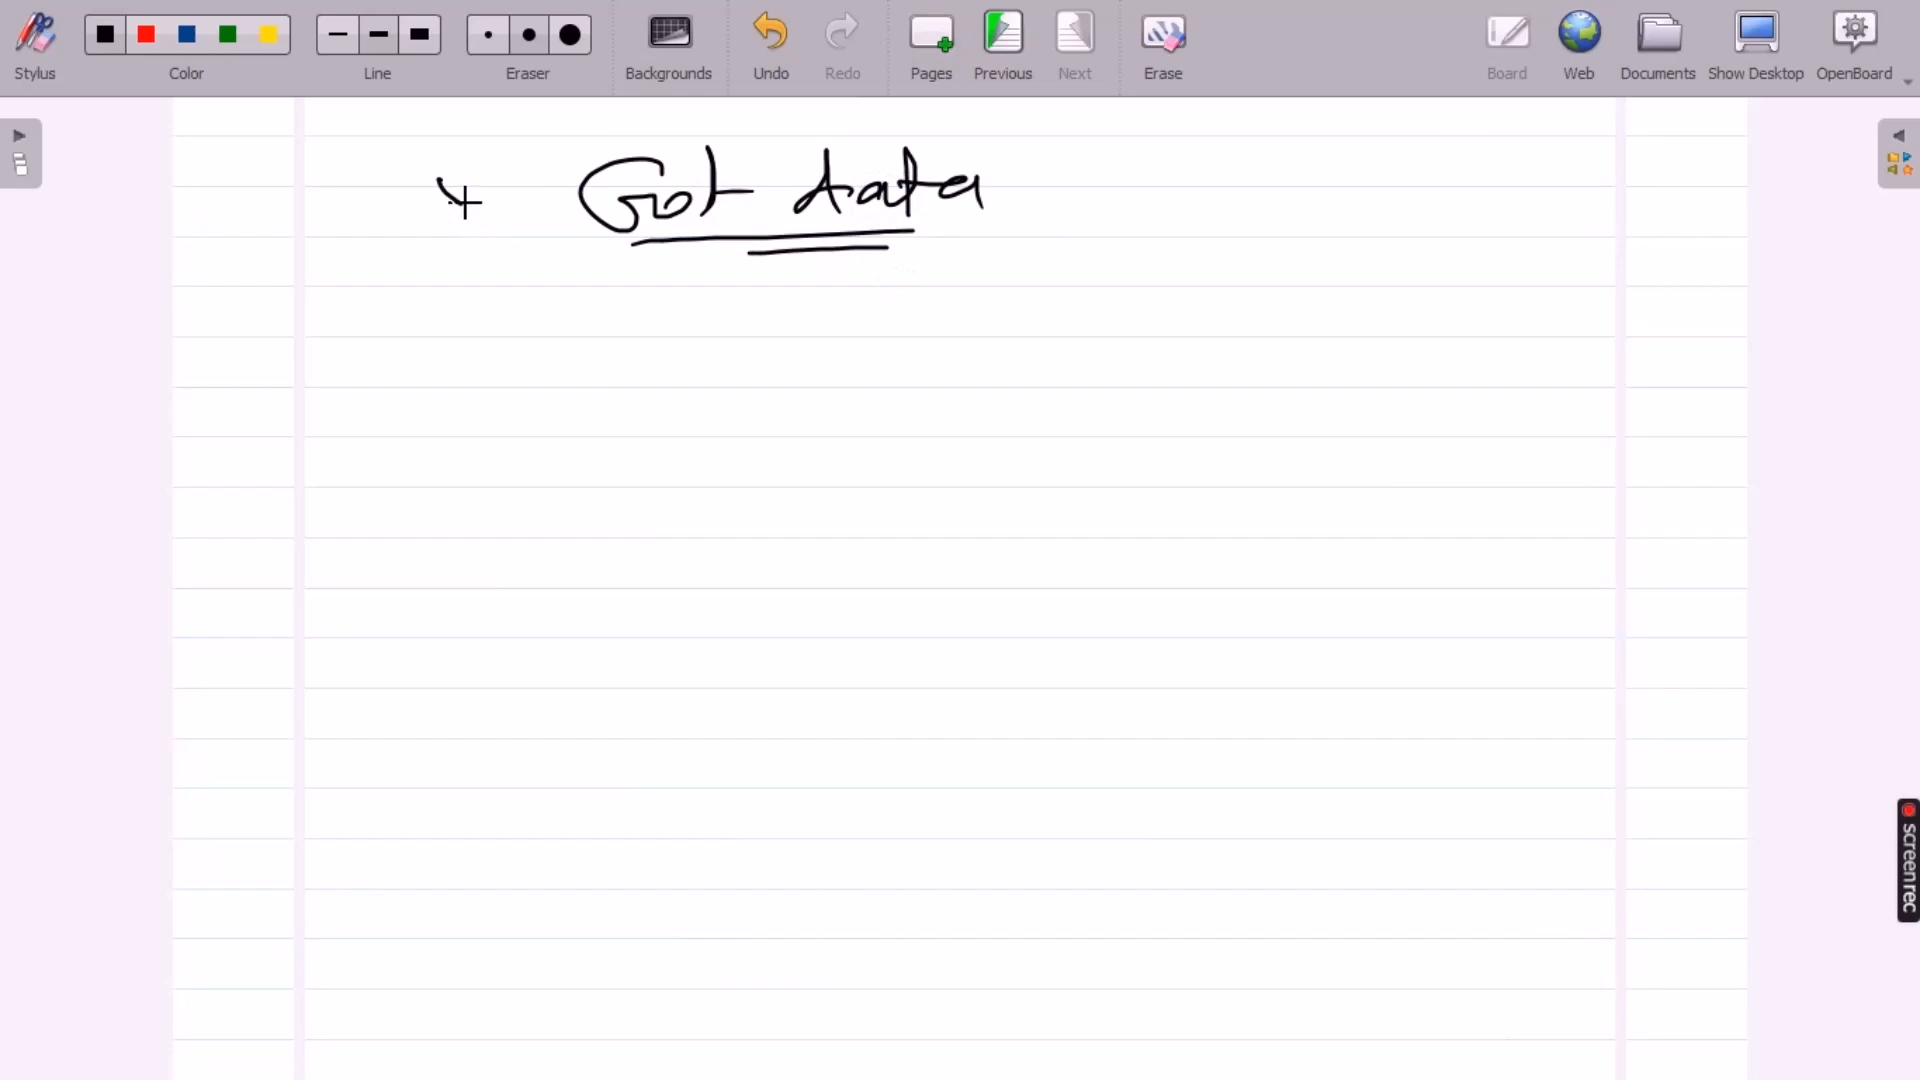 Stylus
Color
Line
Eraser
Backgrounds
Undo
Redo
Pages
Previous
Next
Erase
Board
Web
Documents
Show Desktop
OpenBoard
Got data
screenrec